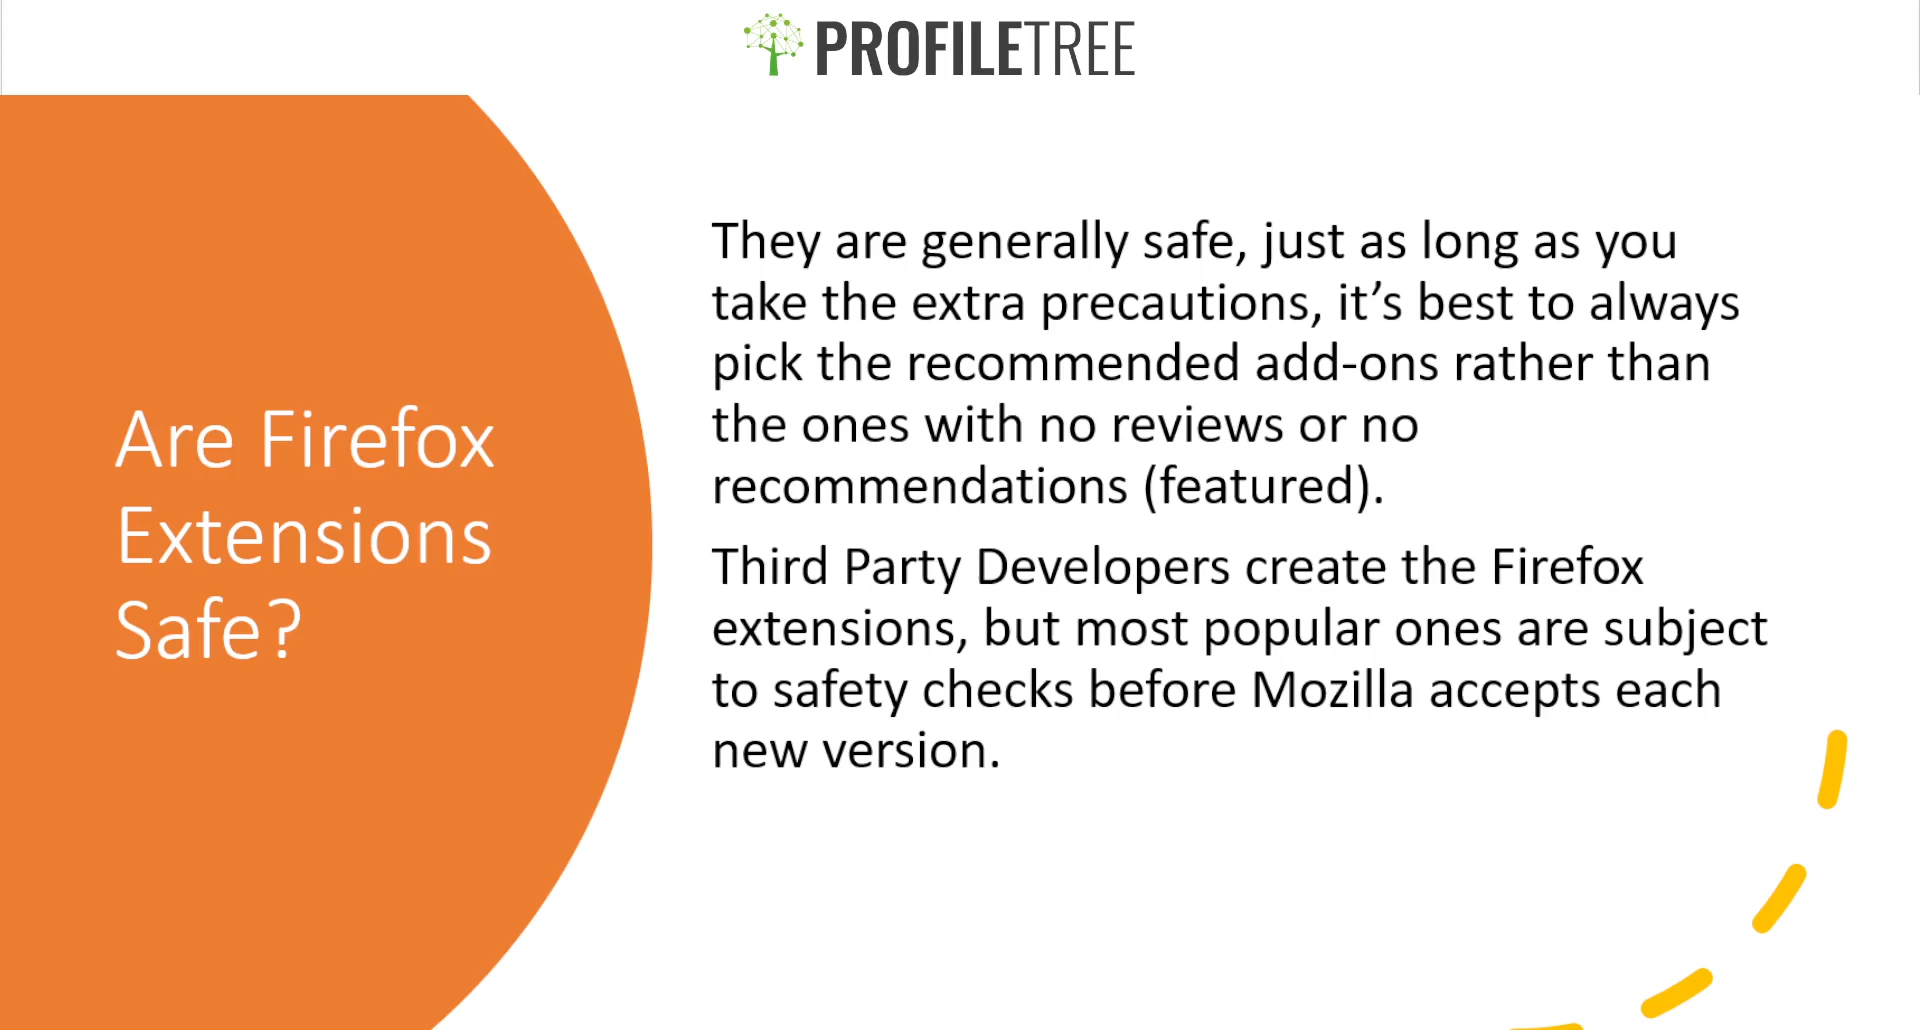 PROFILETREE
Are Firefox
Extensions
Safe?
They are generally safe, just as long as you
take the extra precautions, it’s best to always
pick the recommended add-ons rather than
the ones with no reviews or no
recommendations (featured).
Third Party Developers create the Firefox
extensions, but most popular ones are subject
to safety checks before Mozilla accepts each
new version.